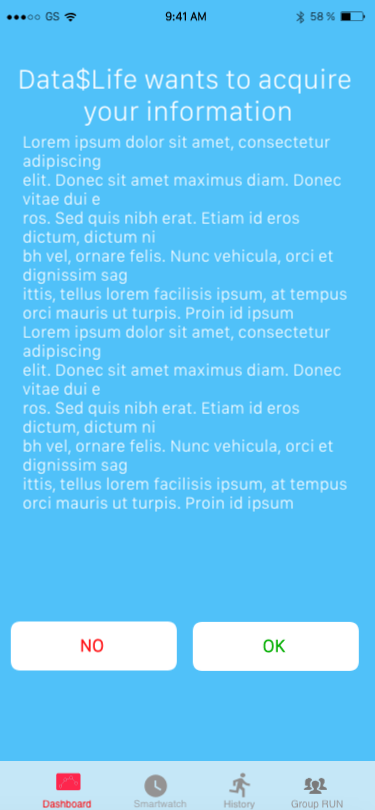 GS 9:41 AM 58 %
Data$Life wants to acquire
your information
Lorem ipsum dolor sit amet, consectetur
adipiscing
elit. Donec sit amet maximus diam. Donec
vitae dui e
ros. Sed quis nibh erat. Etiam id eros
dictum, dictum ni
bh vel, ornare felis. Nunc vehicula, orci et
dignissim sag
ittis, tellus lorem facilisis ipsum, at tempus
orci mauris ut turpis. Proin id ipsum
Lorem ipsum dolor sit amet, consectetur
adipiscing
elit. Donec sit amet maximus diam. Donec
vitae dui e
ros. Sed quis nibh erat. Etiam id eros
dictum, dictum ni
bh vel, ornare felis. Nunc vehicula, orci et
dignissim sag
ittis, tellus lorem facilisis ipsum, at tempus
orci mauris ut turpis. Proin id ipsum
NO OK
Dashboard Smartwatch History Group RUN